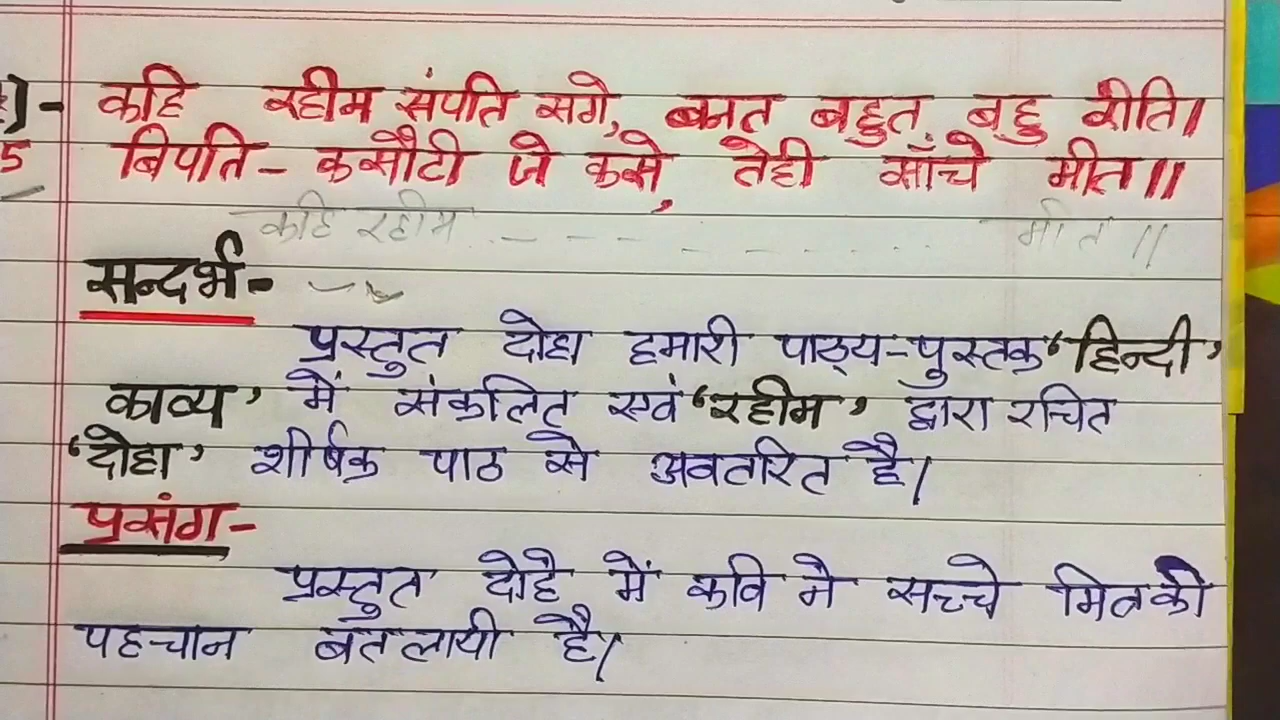 कहि रहीम संपति सगे, बनत बहुत, बहु रीति।
5 बिपति - कसौटी जे कसे, तेही साँचे मीत॥
कहि रहीम - - - - - - - मीत ॥
सन्दर्भ-
प्रस्तुत दोहा हमारी पाठ्य-पुस्तक 'हिन्दी'
काव्य' में संकलित एवं 'रहीम' द्वारा रचित
'दोहा' शीर्षक पाठ से अवतरित है।
प्रसंग-
प्रस्तुत दोहे में कवि ने सच्चे मित्र की
पहचान बतलायी है।